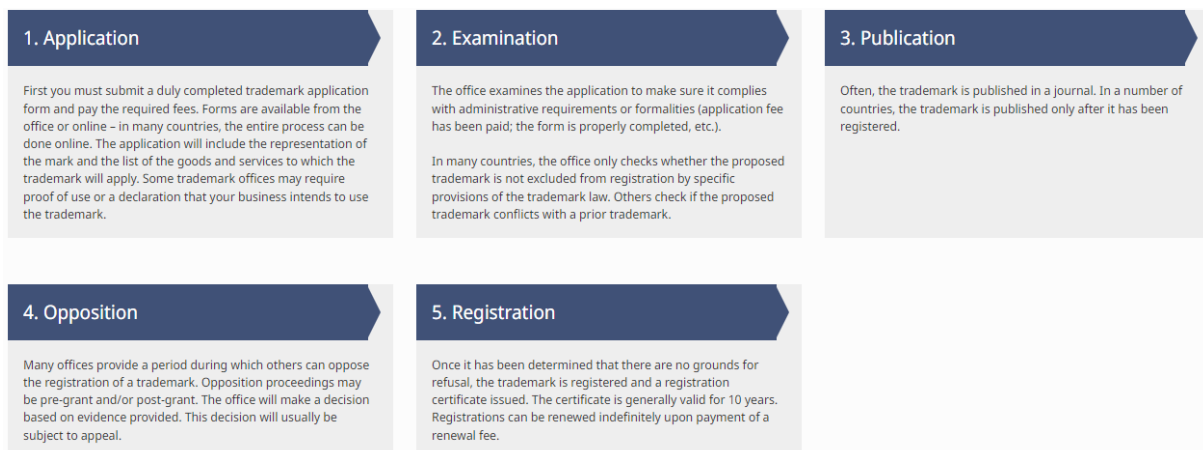 1. Application
First you must submit a duly completed trademark application
form and pay the required fees. Forms are available from the
office or online – in many countries, the entire process can be
done online. The application will include the representation of
the mark and the list of the goods and services to which the
trademark will apply. Some trademark offices may require
proof of use or a declaration that your business intends to use
the trademark.
2. Examination
The office examines the application to make sure it complies
with administrative requirements or formalities (application fee
has been paid; the form is properly completed, etc.).
In many countries, the office only checks whether the proposed
trademark is not excluded from registration by specific
provisions of the trademark law. Others check if the proposed
trademark conflicts with a prior trademark.
3. Publication
Often, the trademark is published in a journal. In a number of
countries, the trademark is published only after it has been
registered.
4. Opposition
Many offices provide a period during which others can oppose
the registration of a trademark. Opposition proceedings may
be pre-grant and/or post-grant. The office will make a decision
based on evidence provided. This decision will usually be
subject to appeal.
5. Registration
Once it has been determined that there are no grounds for
refusal, the trademark is registered and a registration
certificate issued. The certificate is generally valid for 10 years.
Registrations can be renewed indefinitely upon payment of a
renewal fee.